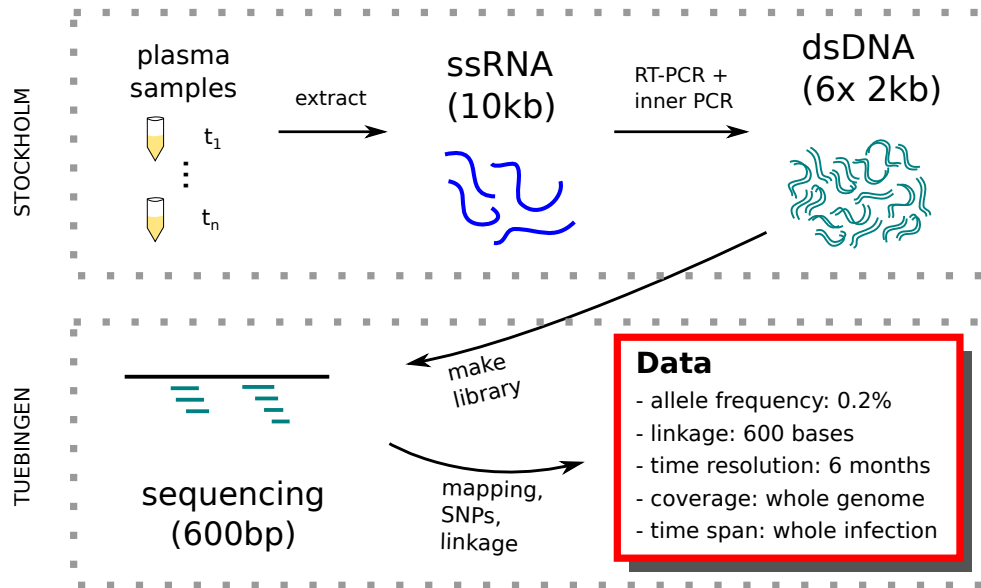 STOCKHOLM
plasma
samples
t1
tn
extract
ssRNA
(10kb)
RT-PCR +
inner PCR
dsDNA
(6x 2kb)
TUEBINGEN
make
library
sequencing
(600bp)
mapping,
SNPs,
linkage
Data
- allele frequency: 0.2%
- linkage: 600 bases
- time resolution: 6 months
- coverage: whole genome
- time span: whole infection